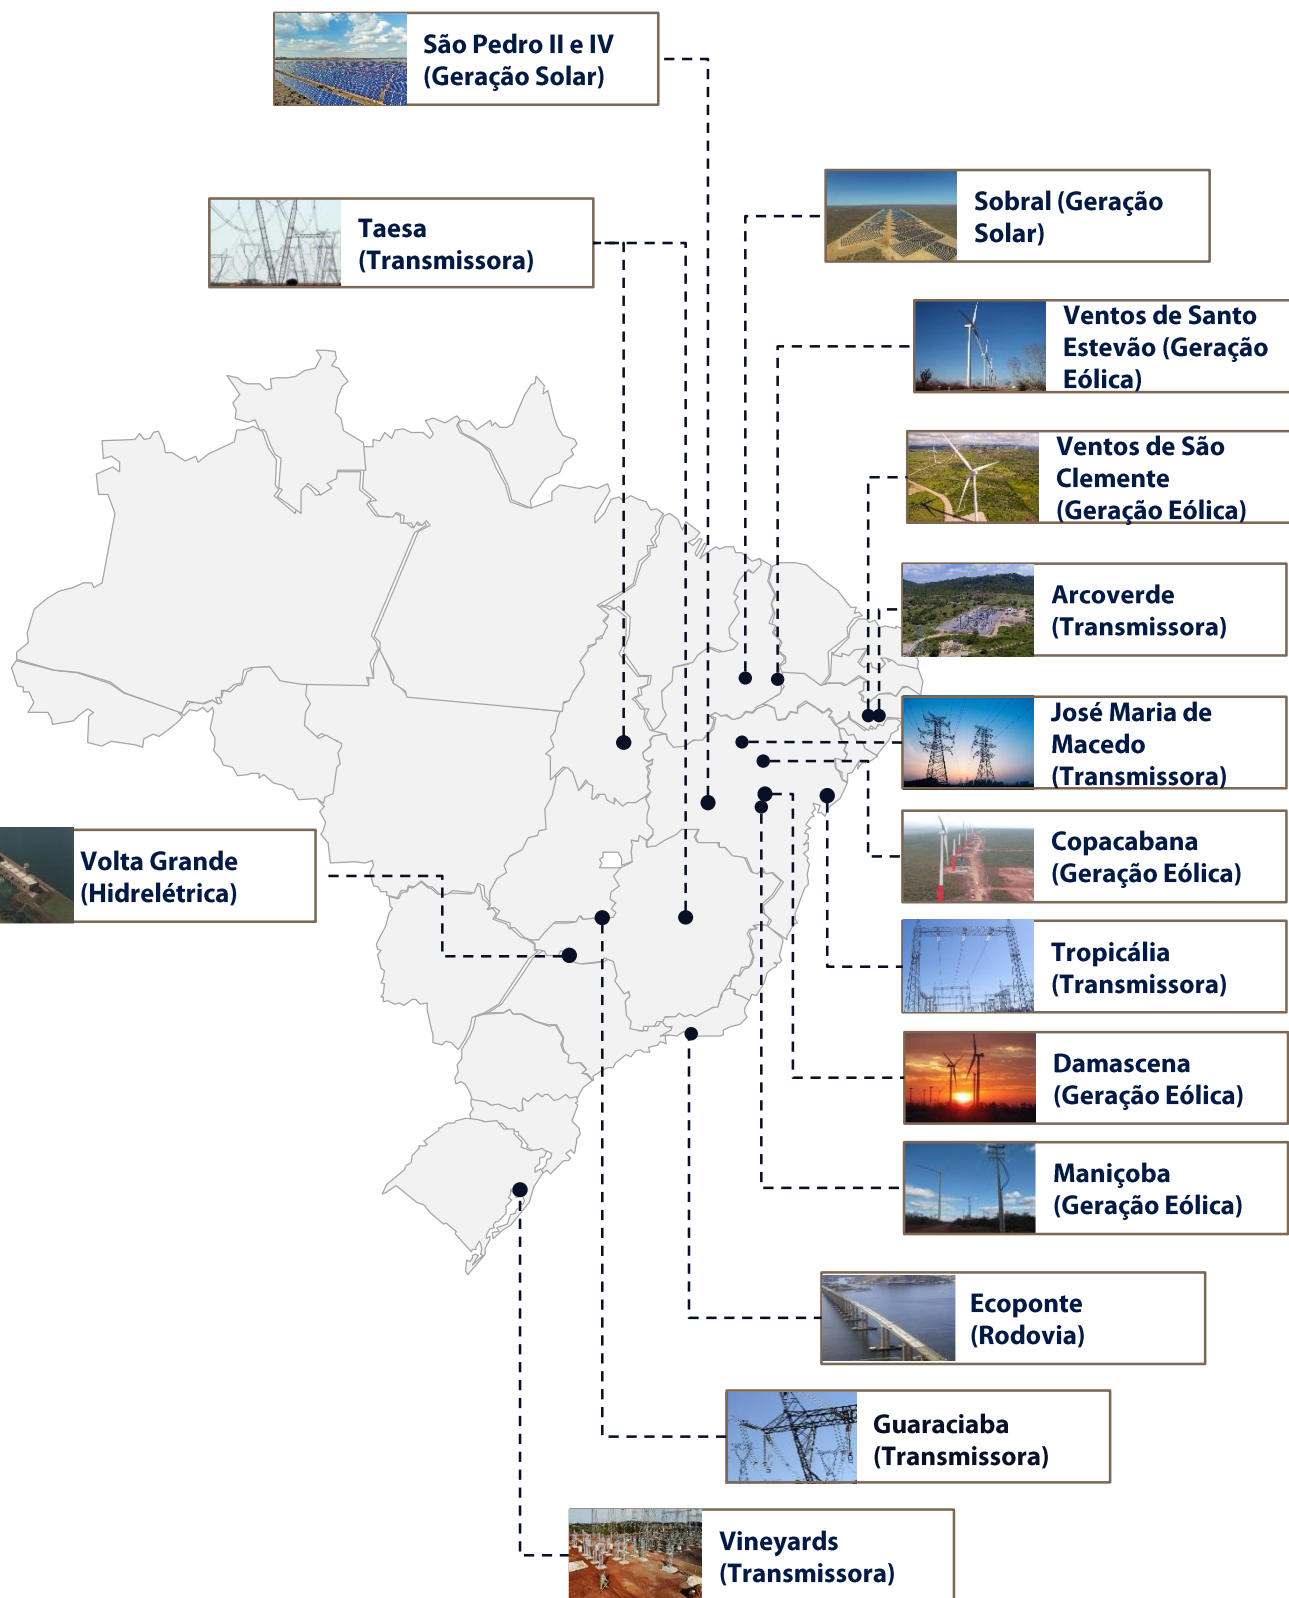 São Pedro II e IV
(Geração Solar)
Taesa
(Transmissora)
Sobral (Geração
Solar)
Ventos de Santo
Estevão (Geração
Eólica)
Ventos de São
Clemente
(Geração Eólica)
Arcoverde
(Transmissora)
José Maria de
Macedo
(Transmissora)
Volta Grande
(Hidrelétrica)
Copacabana
(Geração Eólica)
Tropicália
(Transmissora)
Damascena
(Geração Eólica)
Maniçoba
(Geração Eólica)
Ecoponte
(Rodovia)
Guaraciaba
(Transmissora)
Vineyards
(Transmissora)